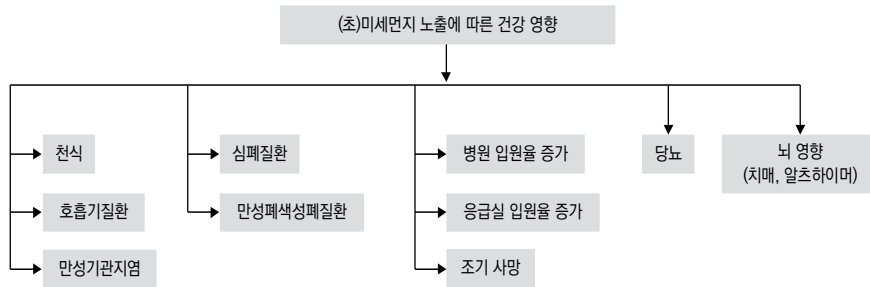 (초)미세먼지 노출에 따른 건강 영향
천식
호흡기질환
만성기관지염
심폐질환
만성폐색성폐질환
병원 입원율 증가
응급실 입원율 증가
조기 사망
당뇨
뇌 영향
(치매, 알츠하이머)